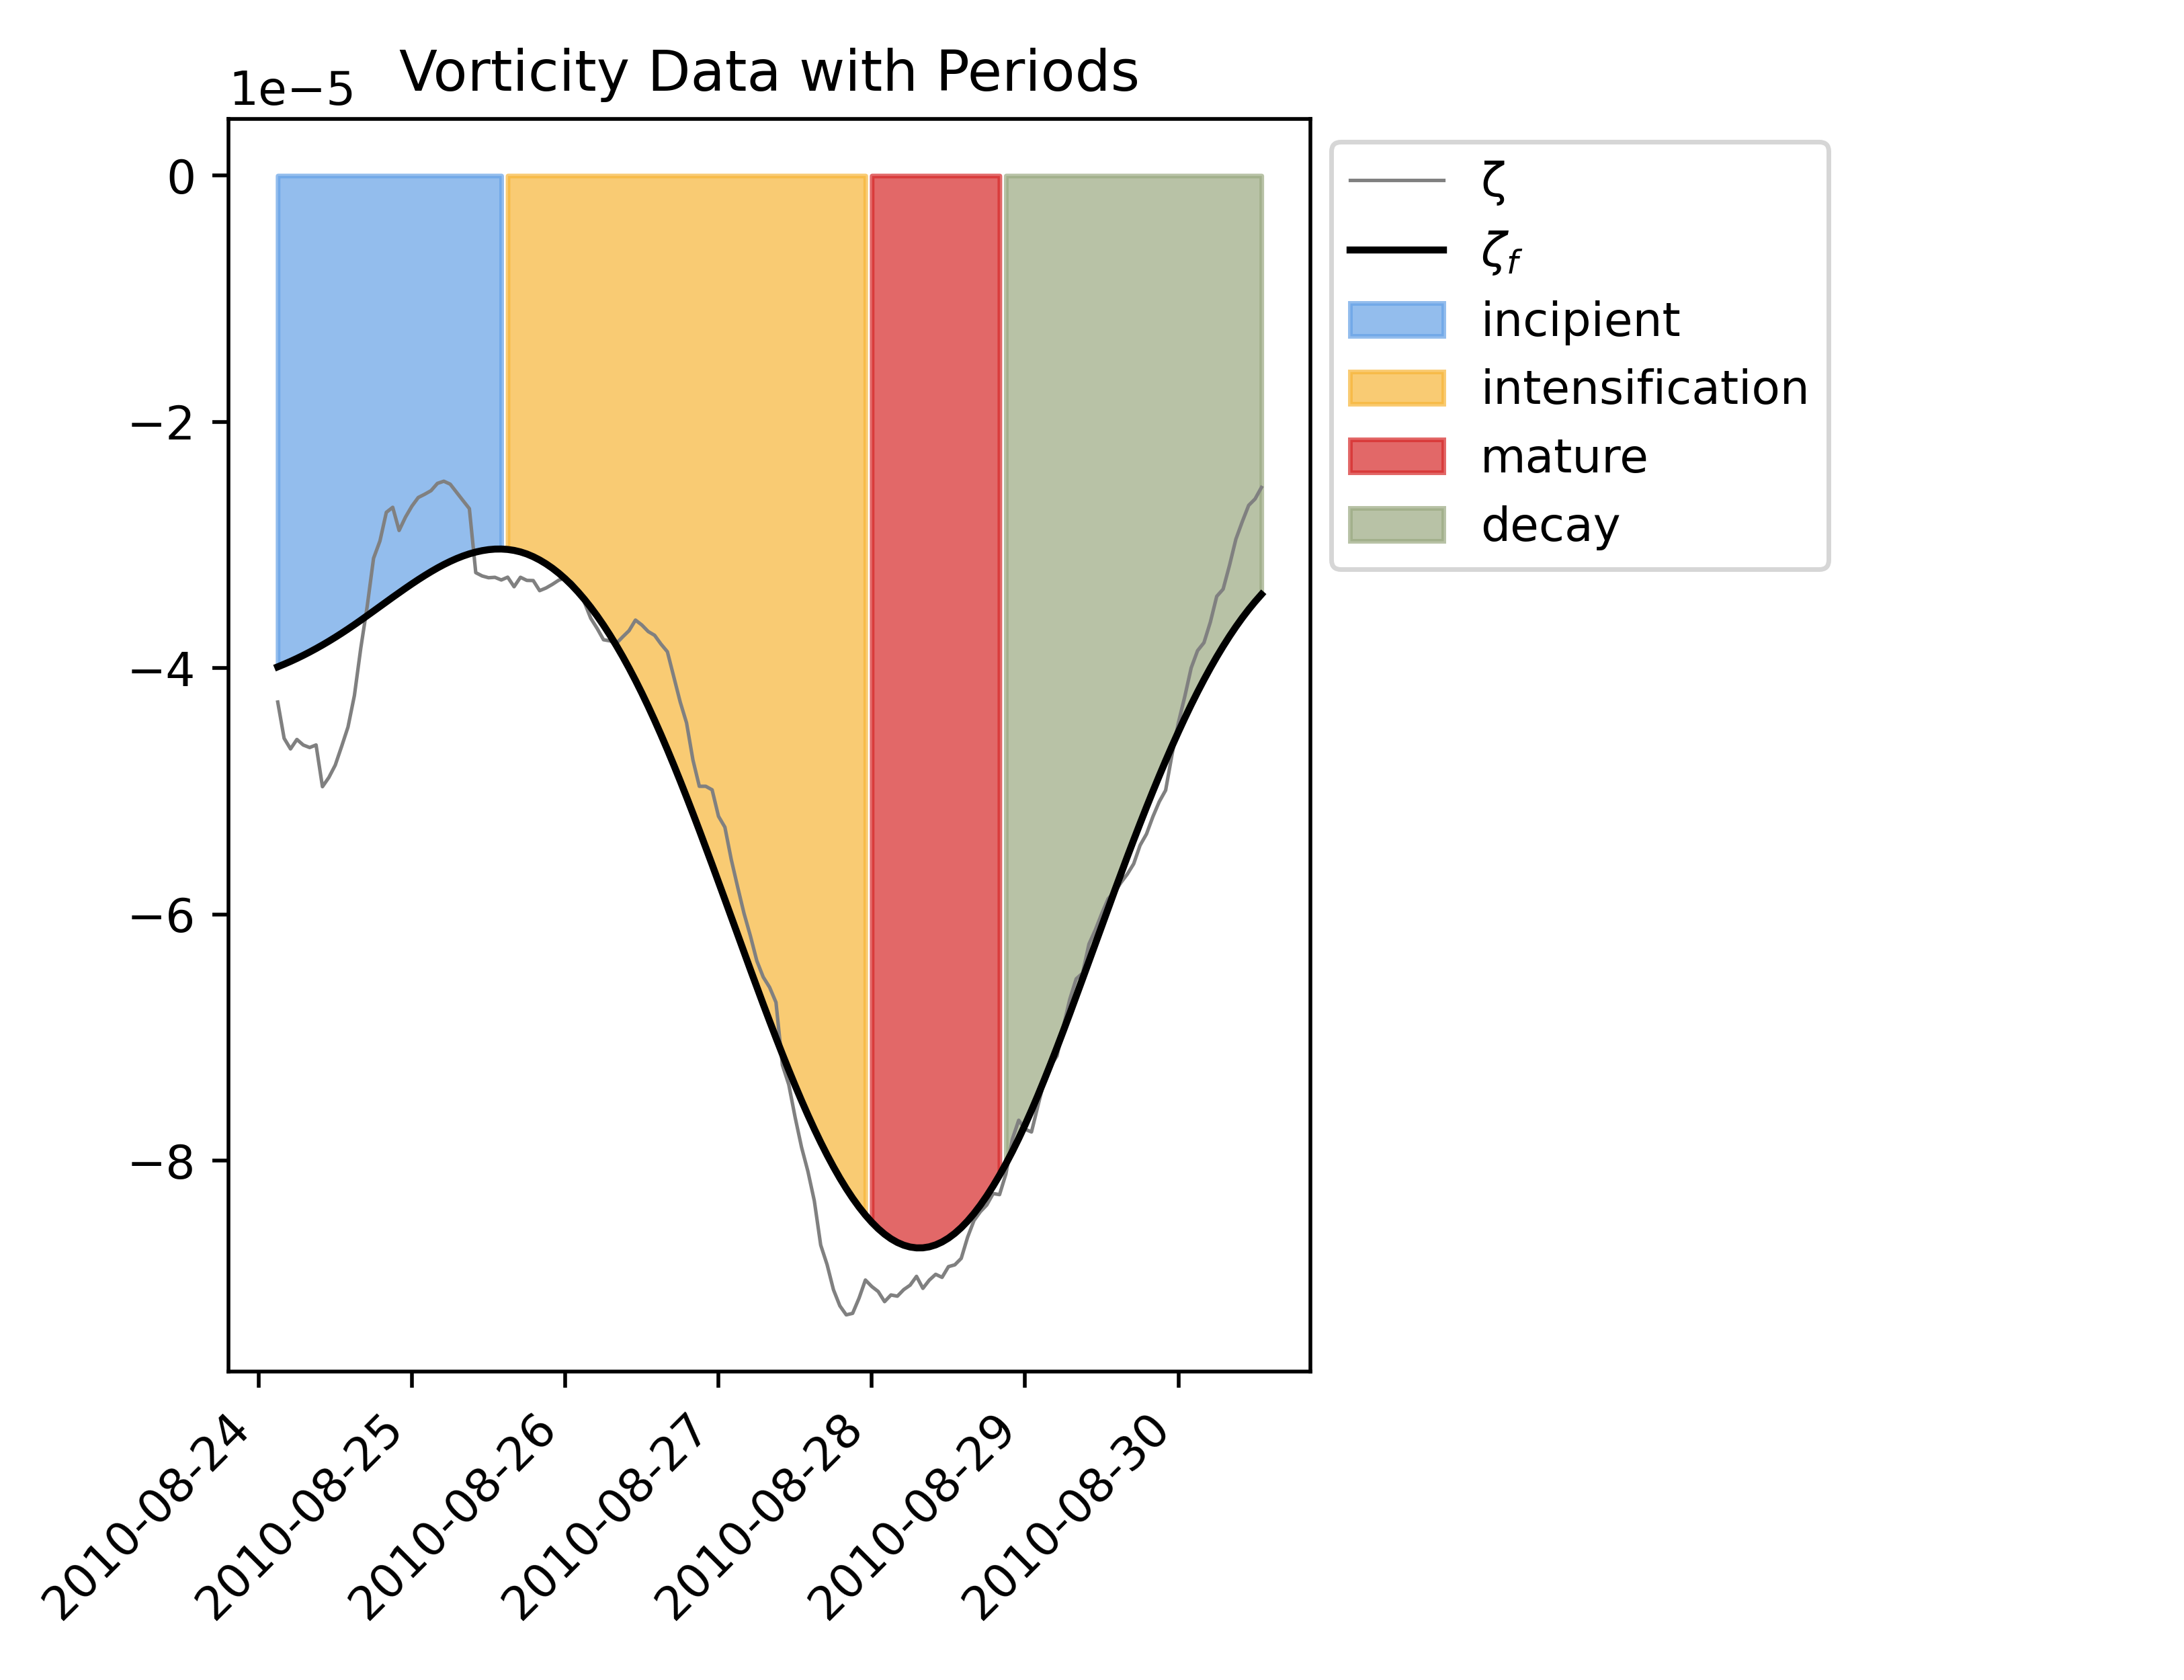 Vorticity Data with Periods
1e−5
0
−2
−4
−6
−8
2010-08-24
2010-08-25
2010-08-26
2010-08-27
2010-08-28
2010-08-29
2010-08-30
ζ
ζf
incipient
intensification
mature
decay